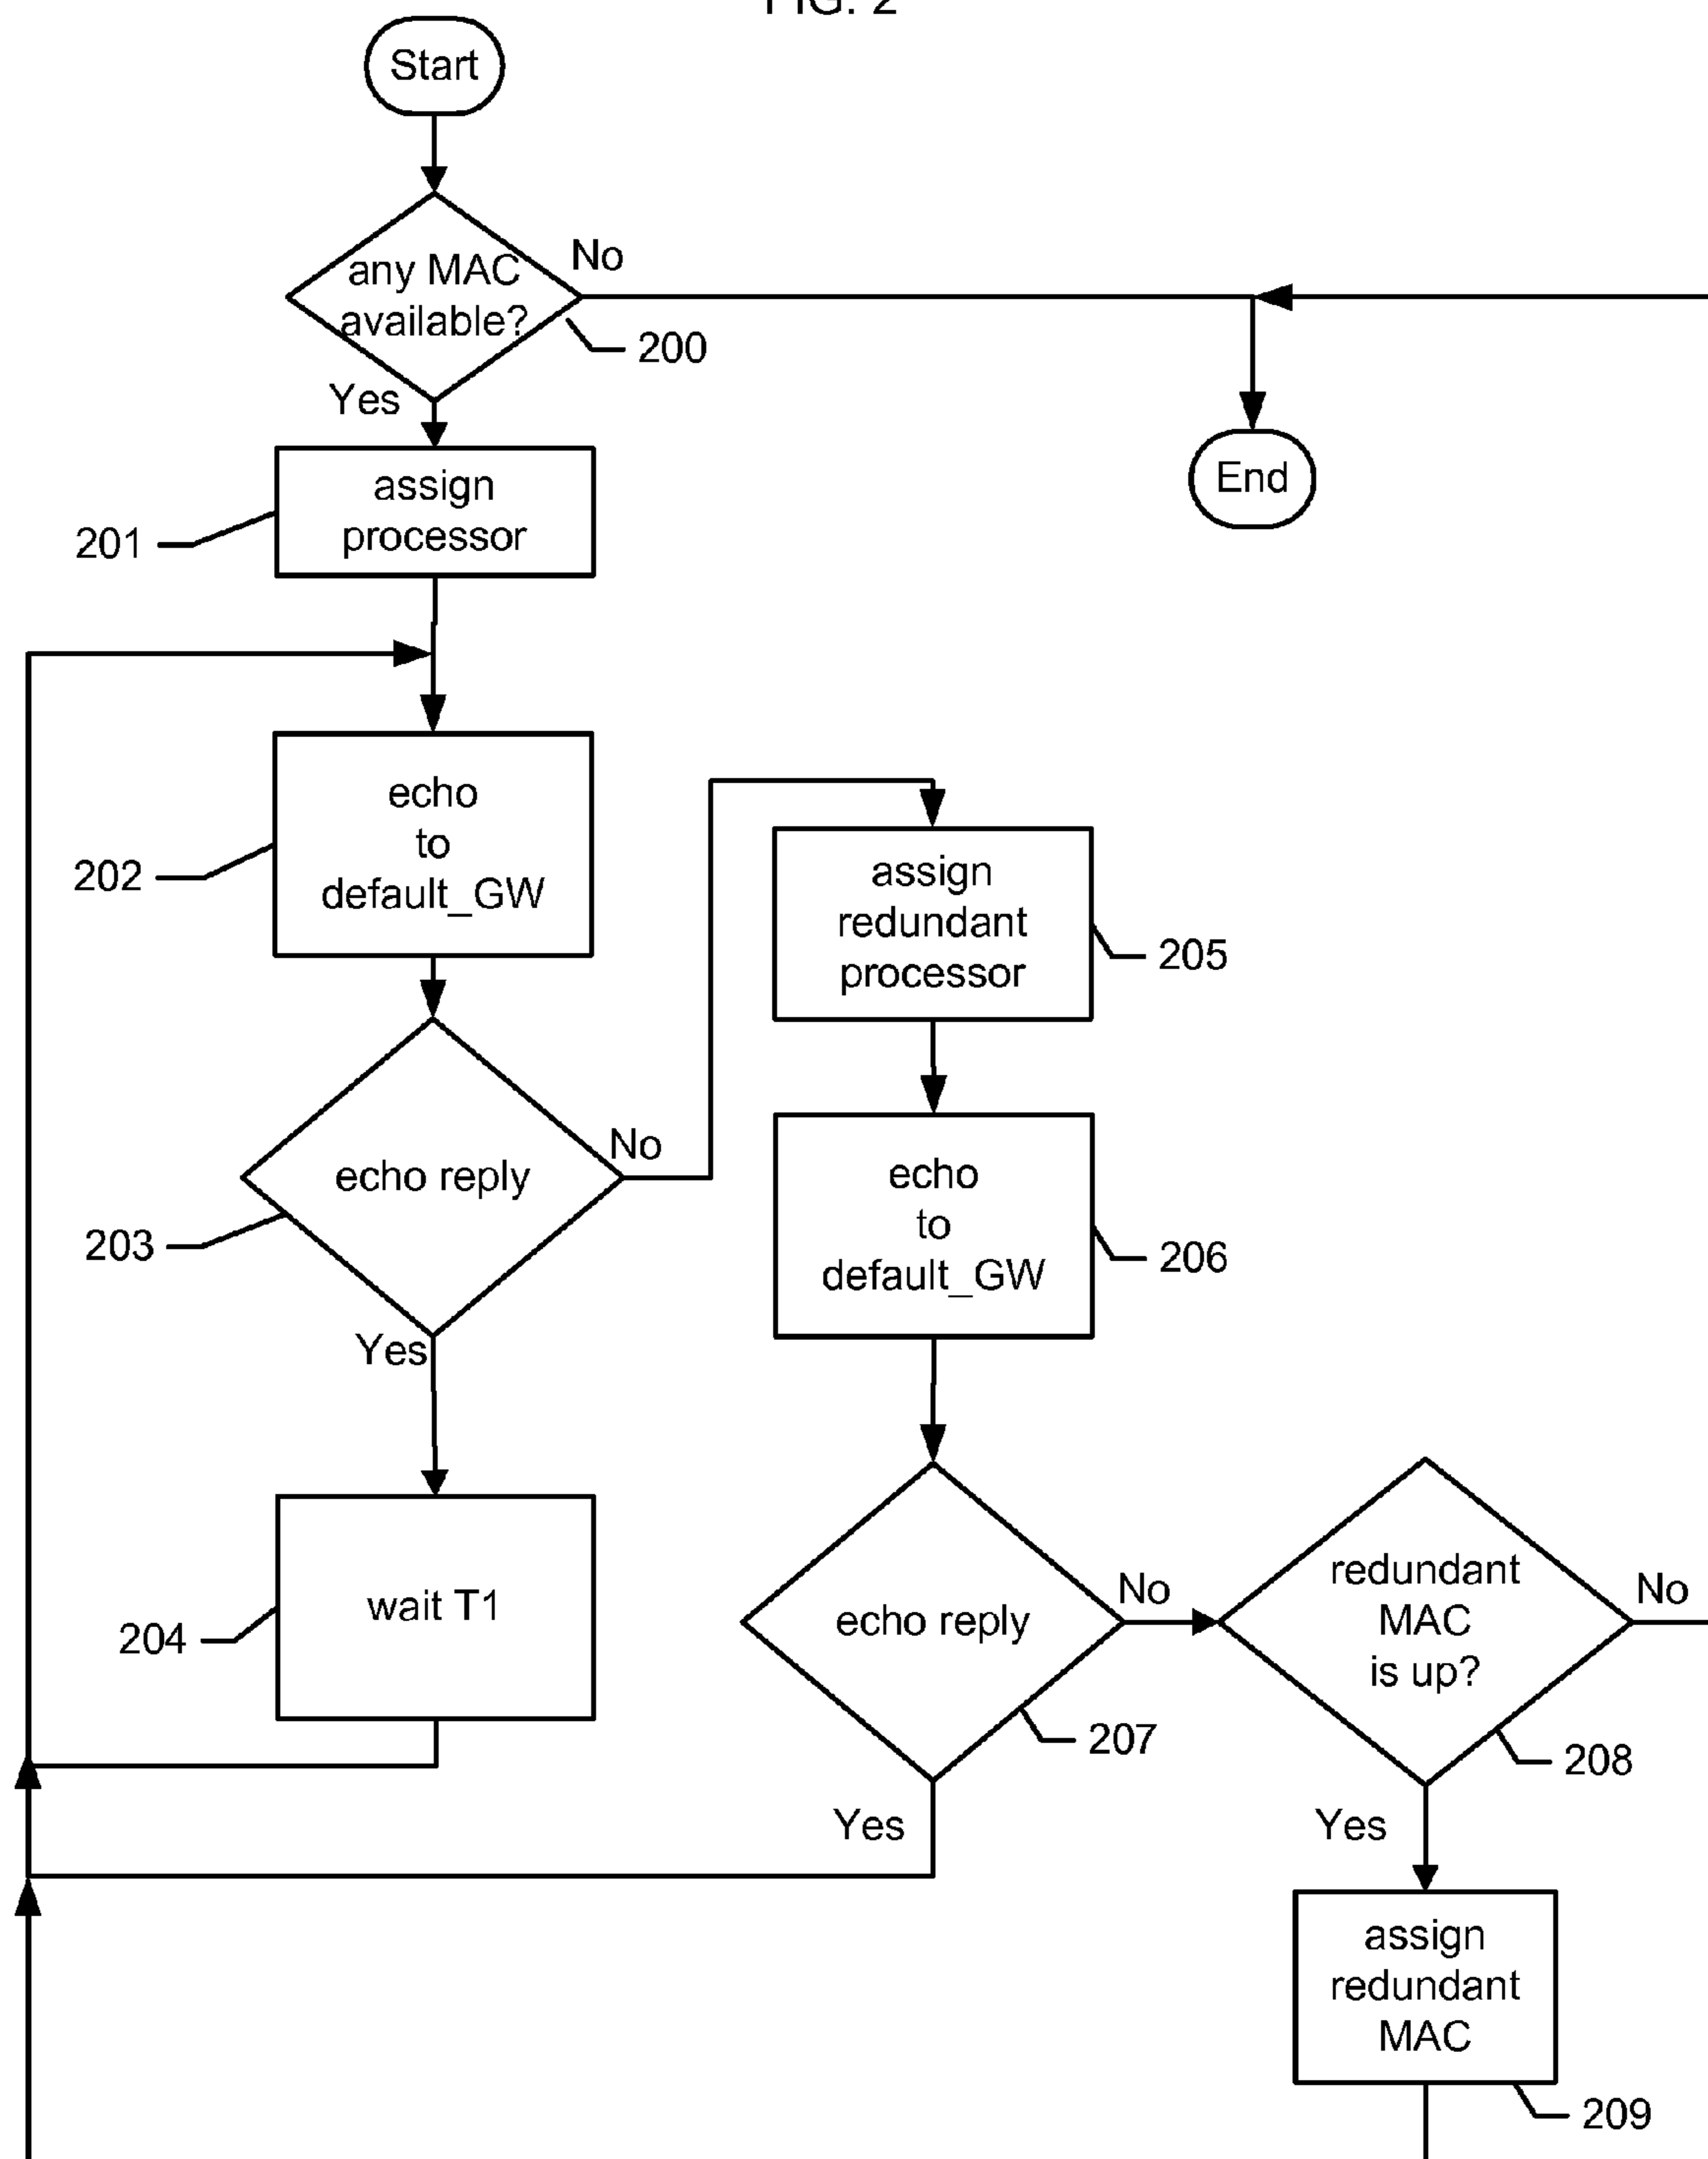 FIG. 2
Start
any MAC
available?
No
200
Yes
assign
processor
201
End
echo
to
default_GW
202
assign
redundant
processor
205
echo reply
No
203
Yes
echo
to
default_GW
206
wait T1
204
echo reply
No
207
Yes
redundant
MAC
is up?
No
208
Yes
assign
redundant
MAC
209